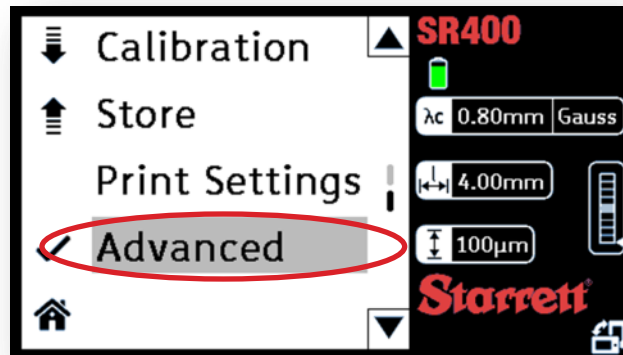 Calibration
Store
Print Settings
Advanced
SR400
λc 0.80mm Gauss
4.00mm
100µm
Starrett